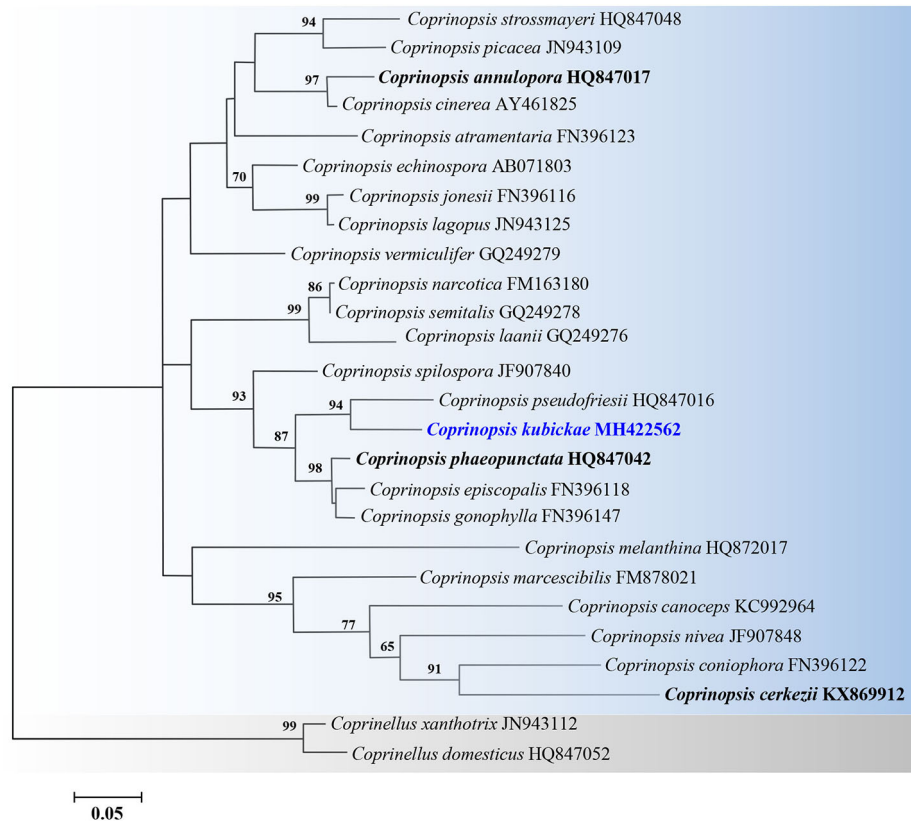 94
Coprinopsis strossmayeri HQ847048
Coprinopsis picacea JN943109
97
Coprinopsis annulopora HQ847017
Coprinopsis cinerea AY461825
Coprinopsis atramentaria FN396123
Coprinopsis echinospora AB071803
70
99
Coprinopsis jonesii FN396116
Coprinopsis lagopus JN943125
Coprinopsis vermiculifer GQ249279
86
Coprinopsis narcotica FM163180
99
Coprinopsis semitalis GQ249278
Coprinopsis laanii GQ249276
Coprinopsis spilospora JF907840
93
94
Coprinopsis pseudofriesii HQ847016
87
Coprinopsis kubickae MH422562
98
Coprinopsis phaeopunctata HQ847042
Coprinopsis episcopalis FN396118
Coprinopsis gonophylla FN396147
Coprinopsis melanthina HQ872017
95
Coprinopsis marcescibilis FM878021
77
Coprinopsis canoceps KC992964
65
Coprinopsis nivea JF907848
91
Coprinopsis coniophora FN396122
Coprinopsis cerkezii KX869912
99
Coprinellus xanthotrix JN943112
Coprinellus domesticus HQ847052
0.05